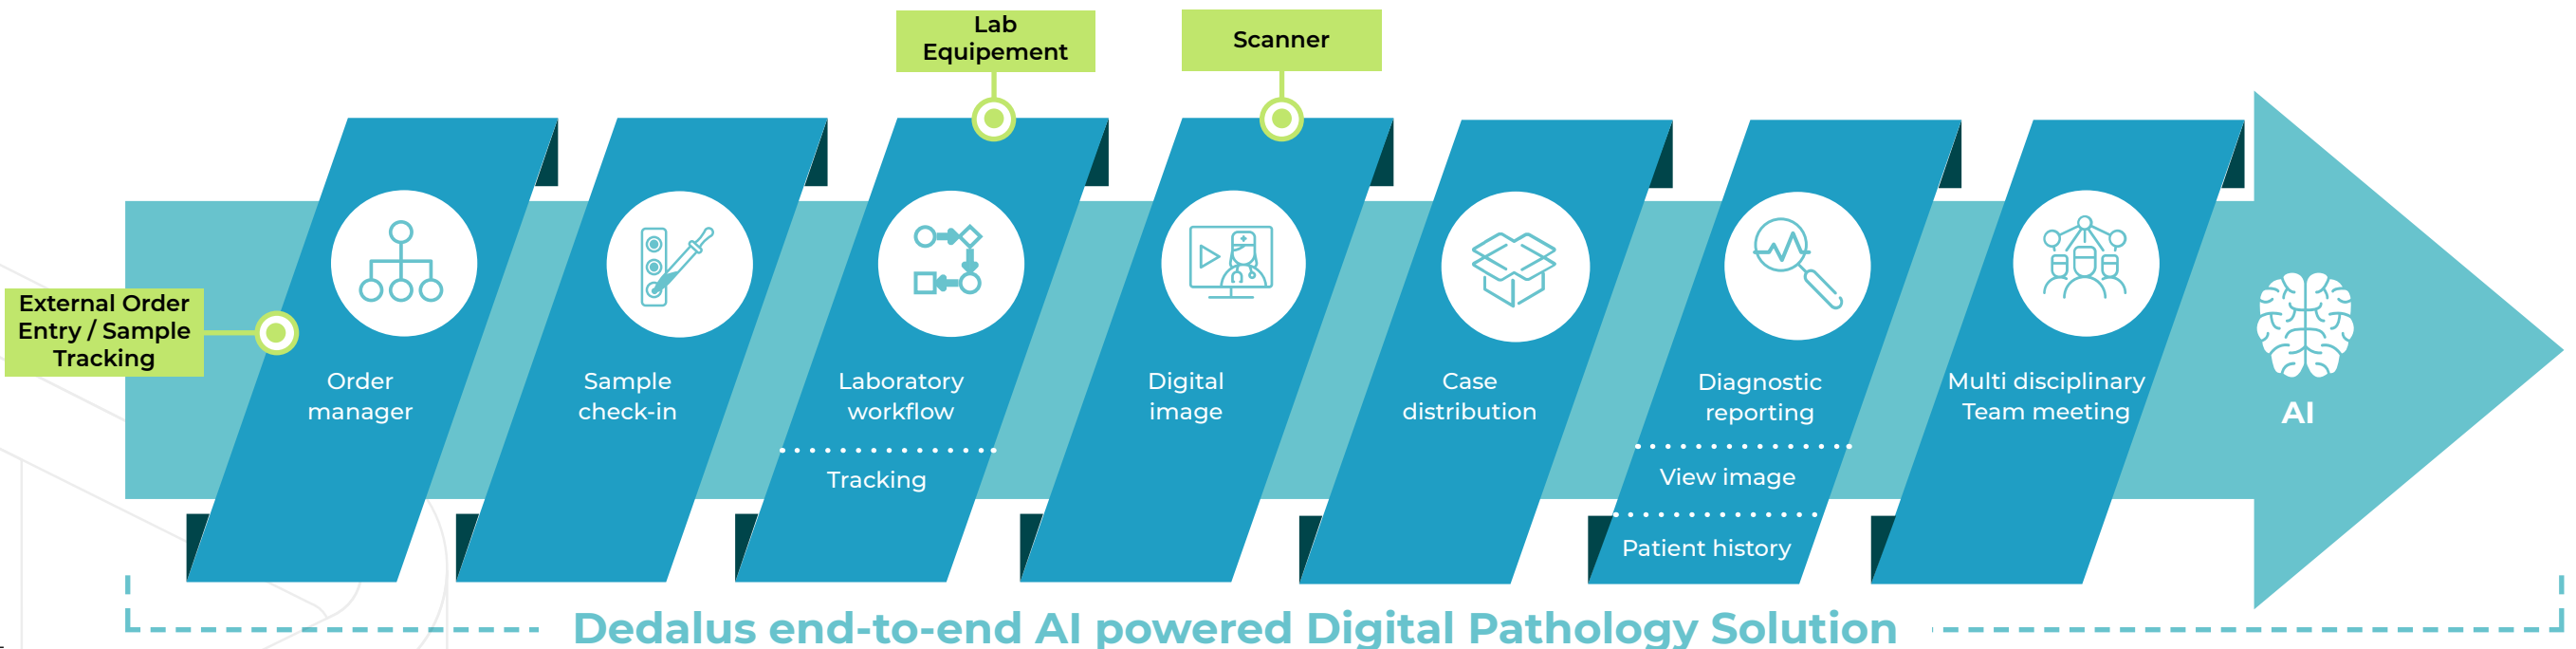 Lab
Equipement
Scanner
External Order
Entry / Sample
Tracking
Order
manager
Sample
check-in
Laboratory
workflow
Tracking
Digital
image
Case
distribution
Diagnostic
reporting
View image
Patient history
Multi disciplinary
Team meeting
AI
Dedalus end-to-end AI powered Digital Pathology Solution